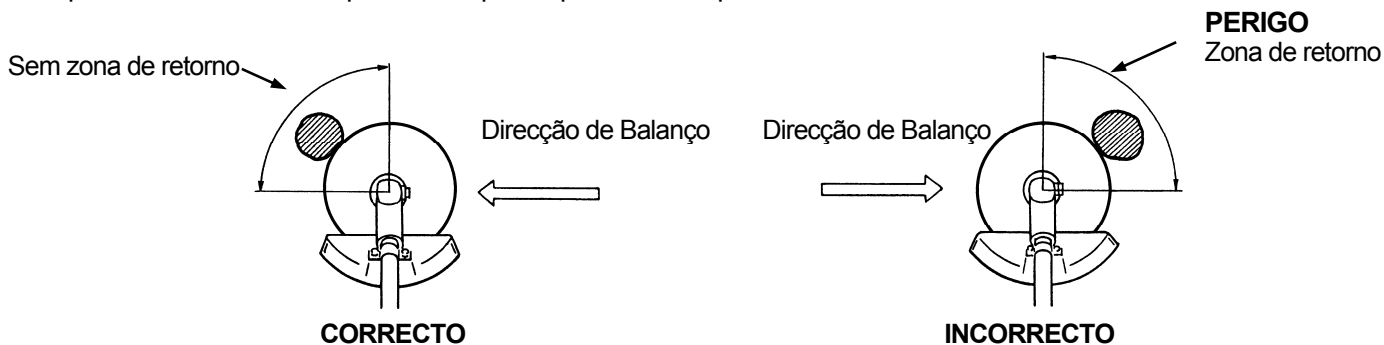 PERIGO
Zona de retorno
Sem zona de retorno
Direcção de Balanço
Direcção de Balanço
CORRECTO
INCORRECTO